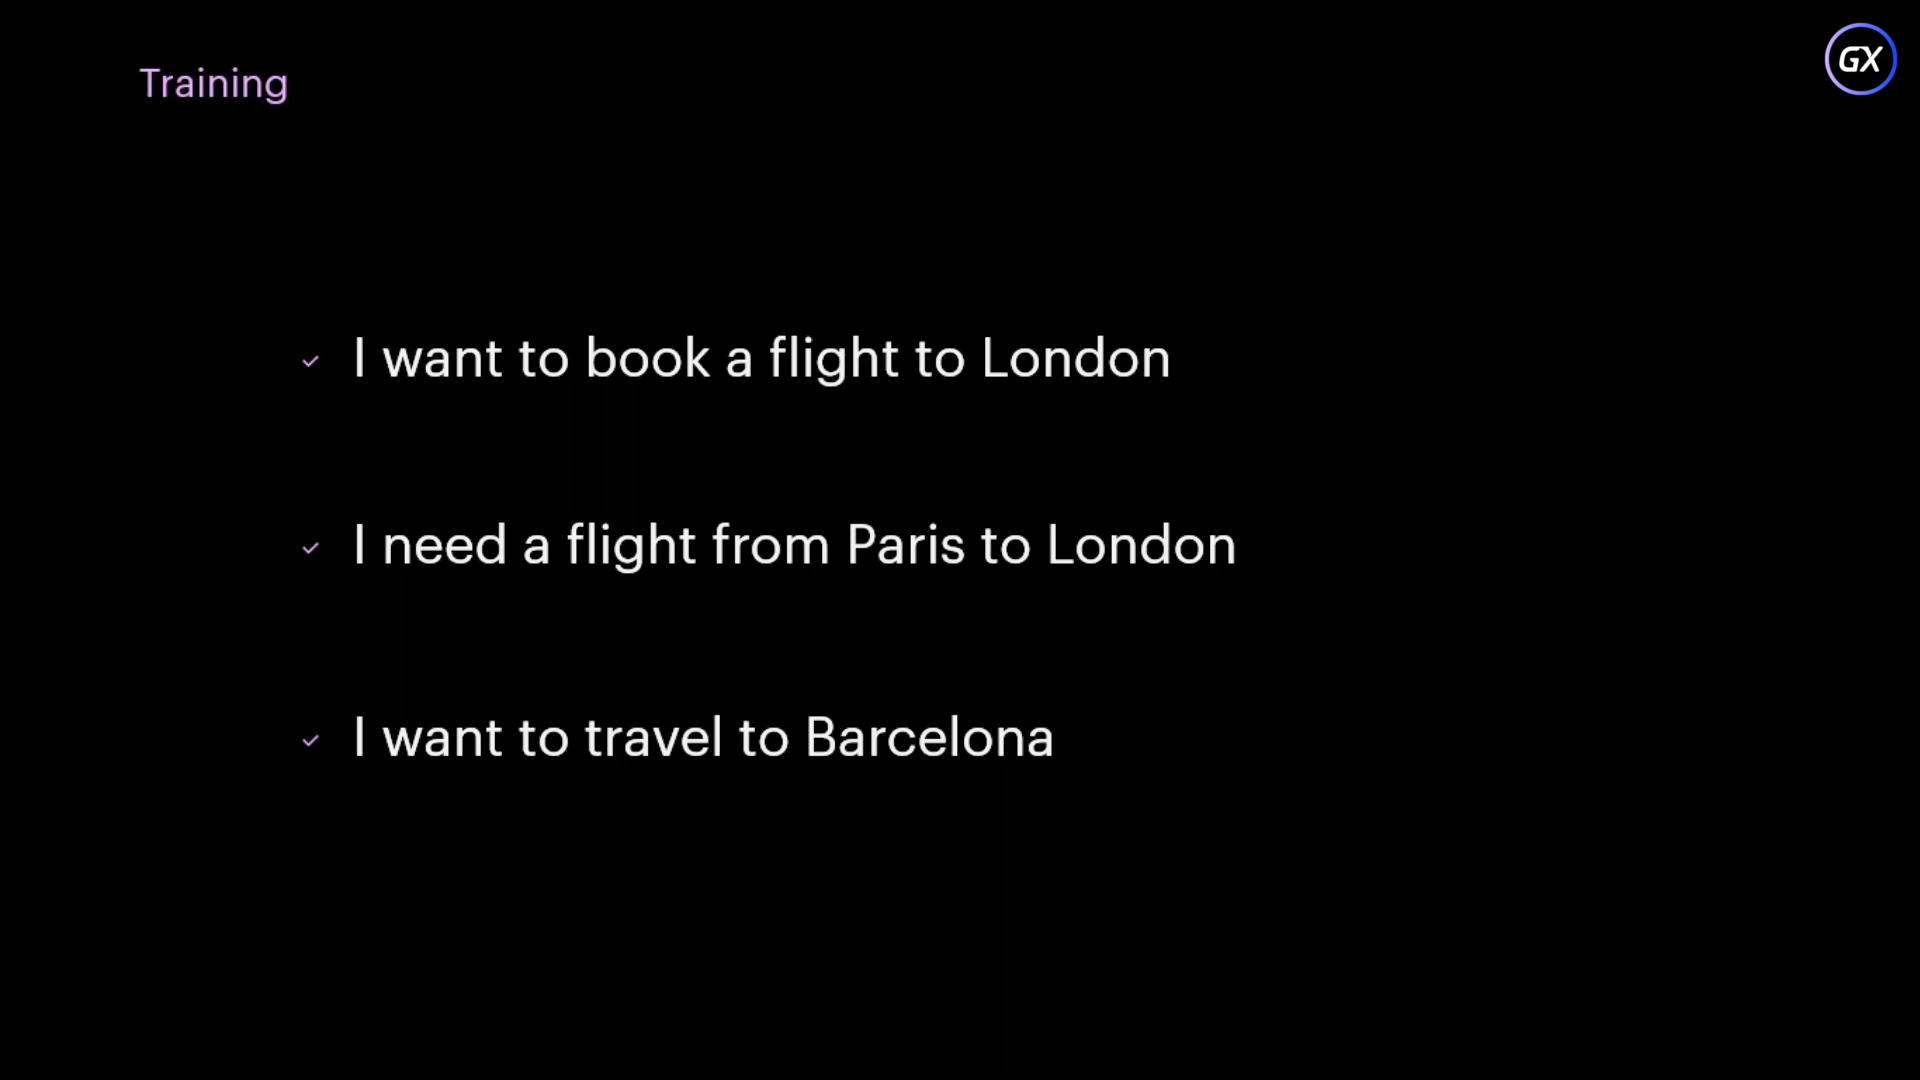 Training
GX
I want to book a flight to London
I need a flight from Paris to London
I want to travel to Barcelona